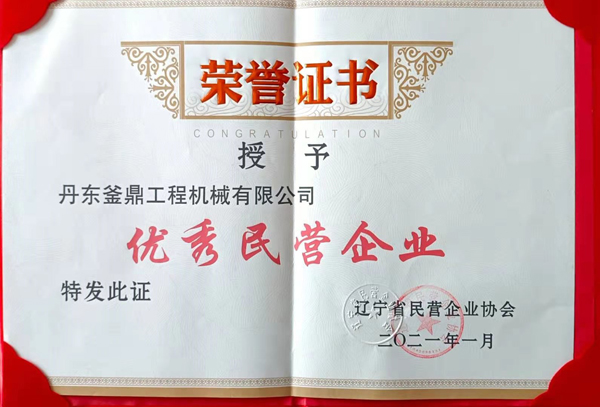 荣誉证书
CONGRATULATION
授予
丹东釜鼎工程机械有限公司
优秀民营企业
特发此证
辽宁省民营企业协会
二〇二一年一月